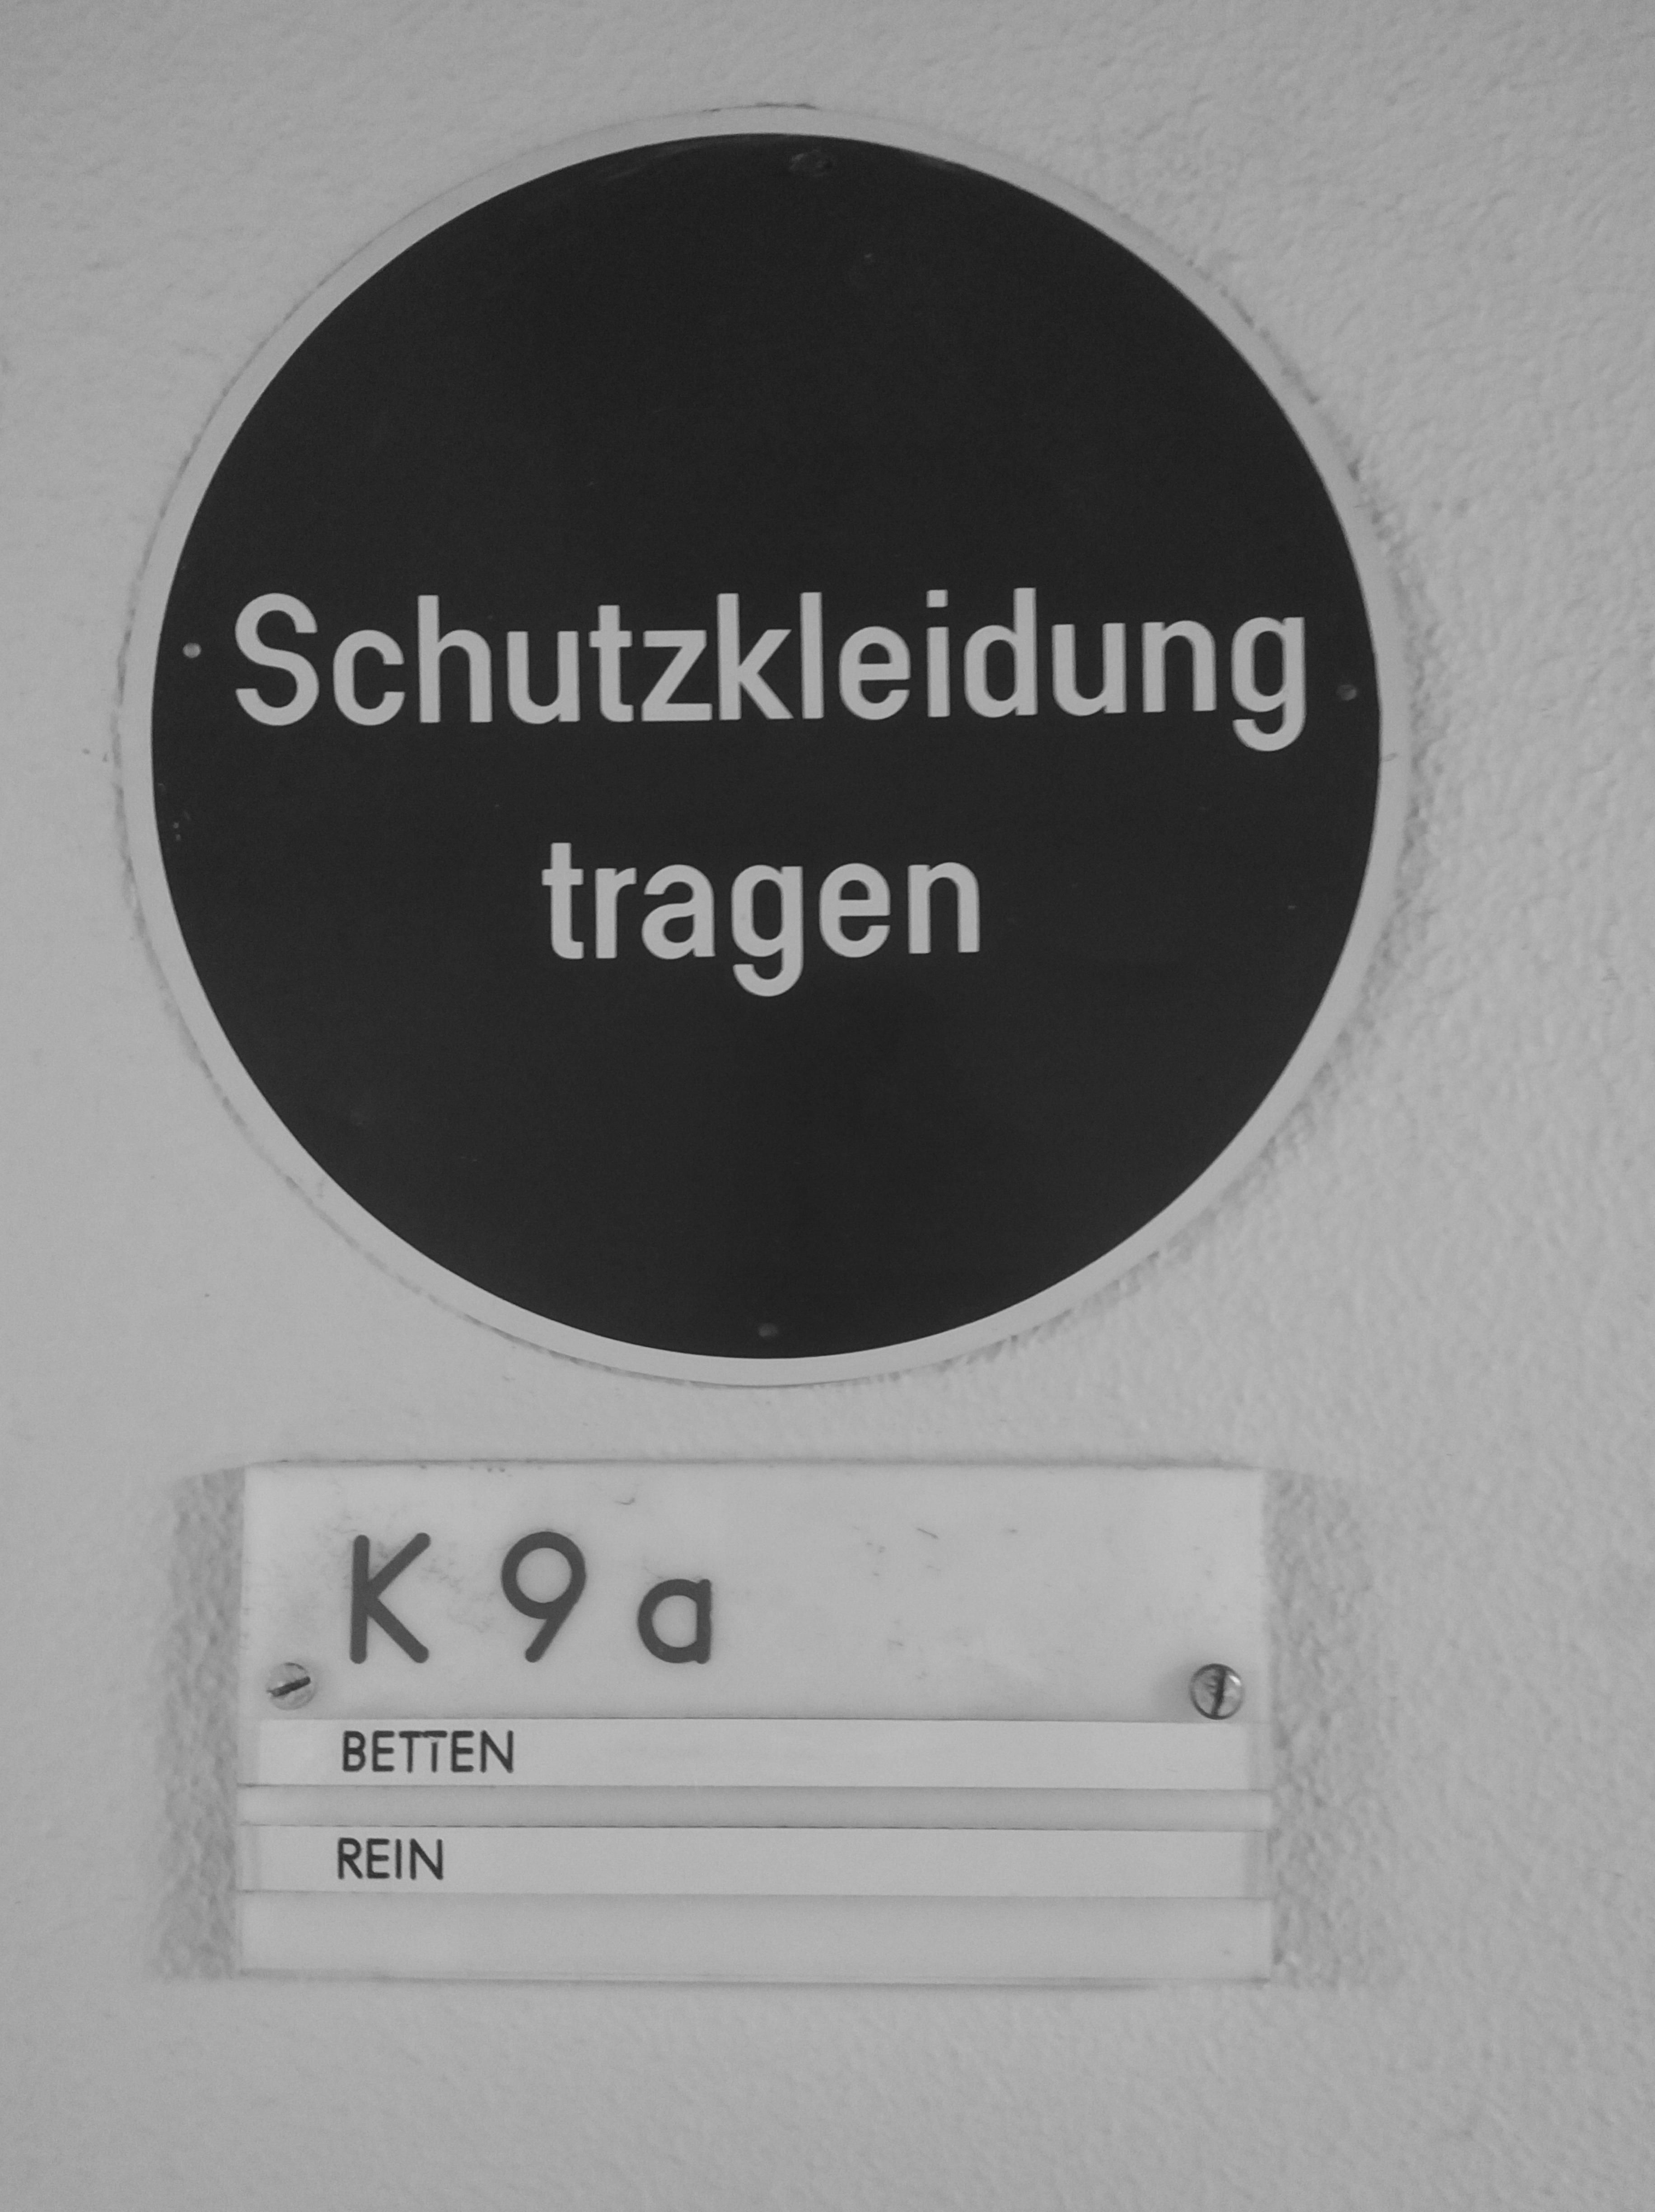 Schutzkleidung
tragen
K 9 a
BETTEN
REIN